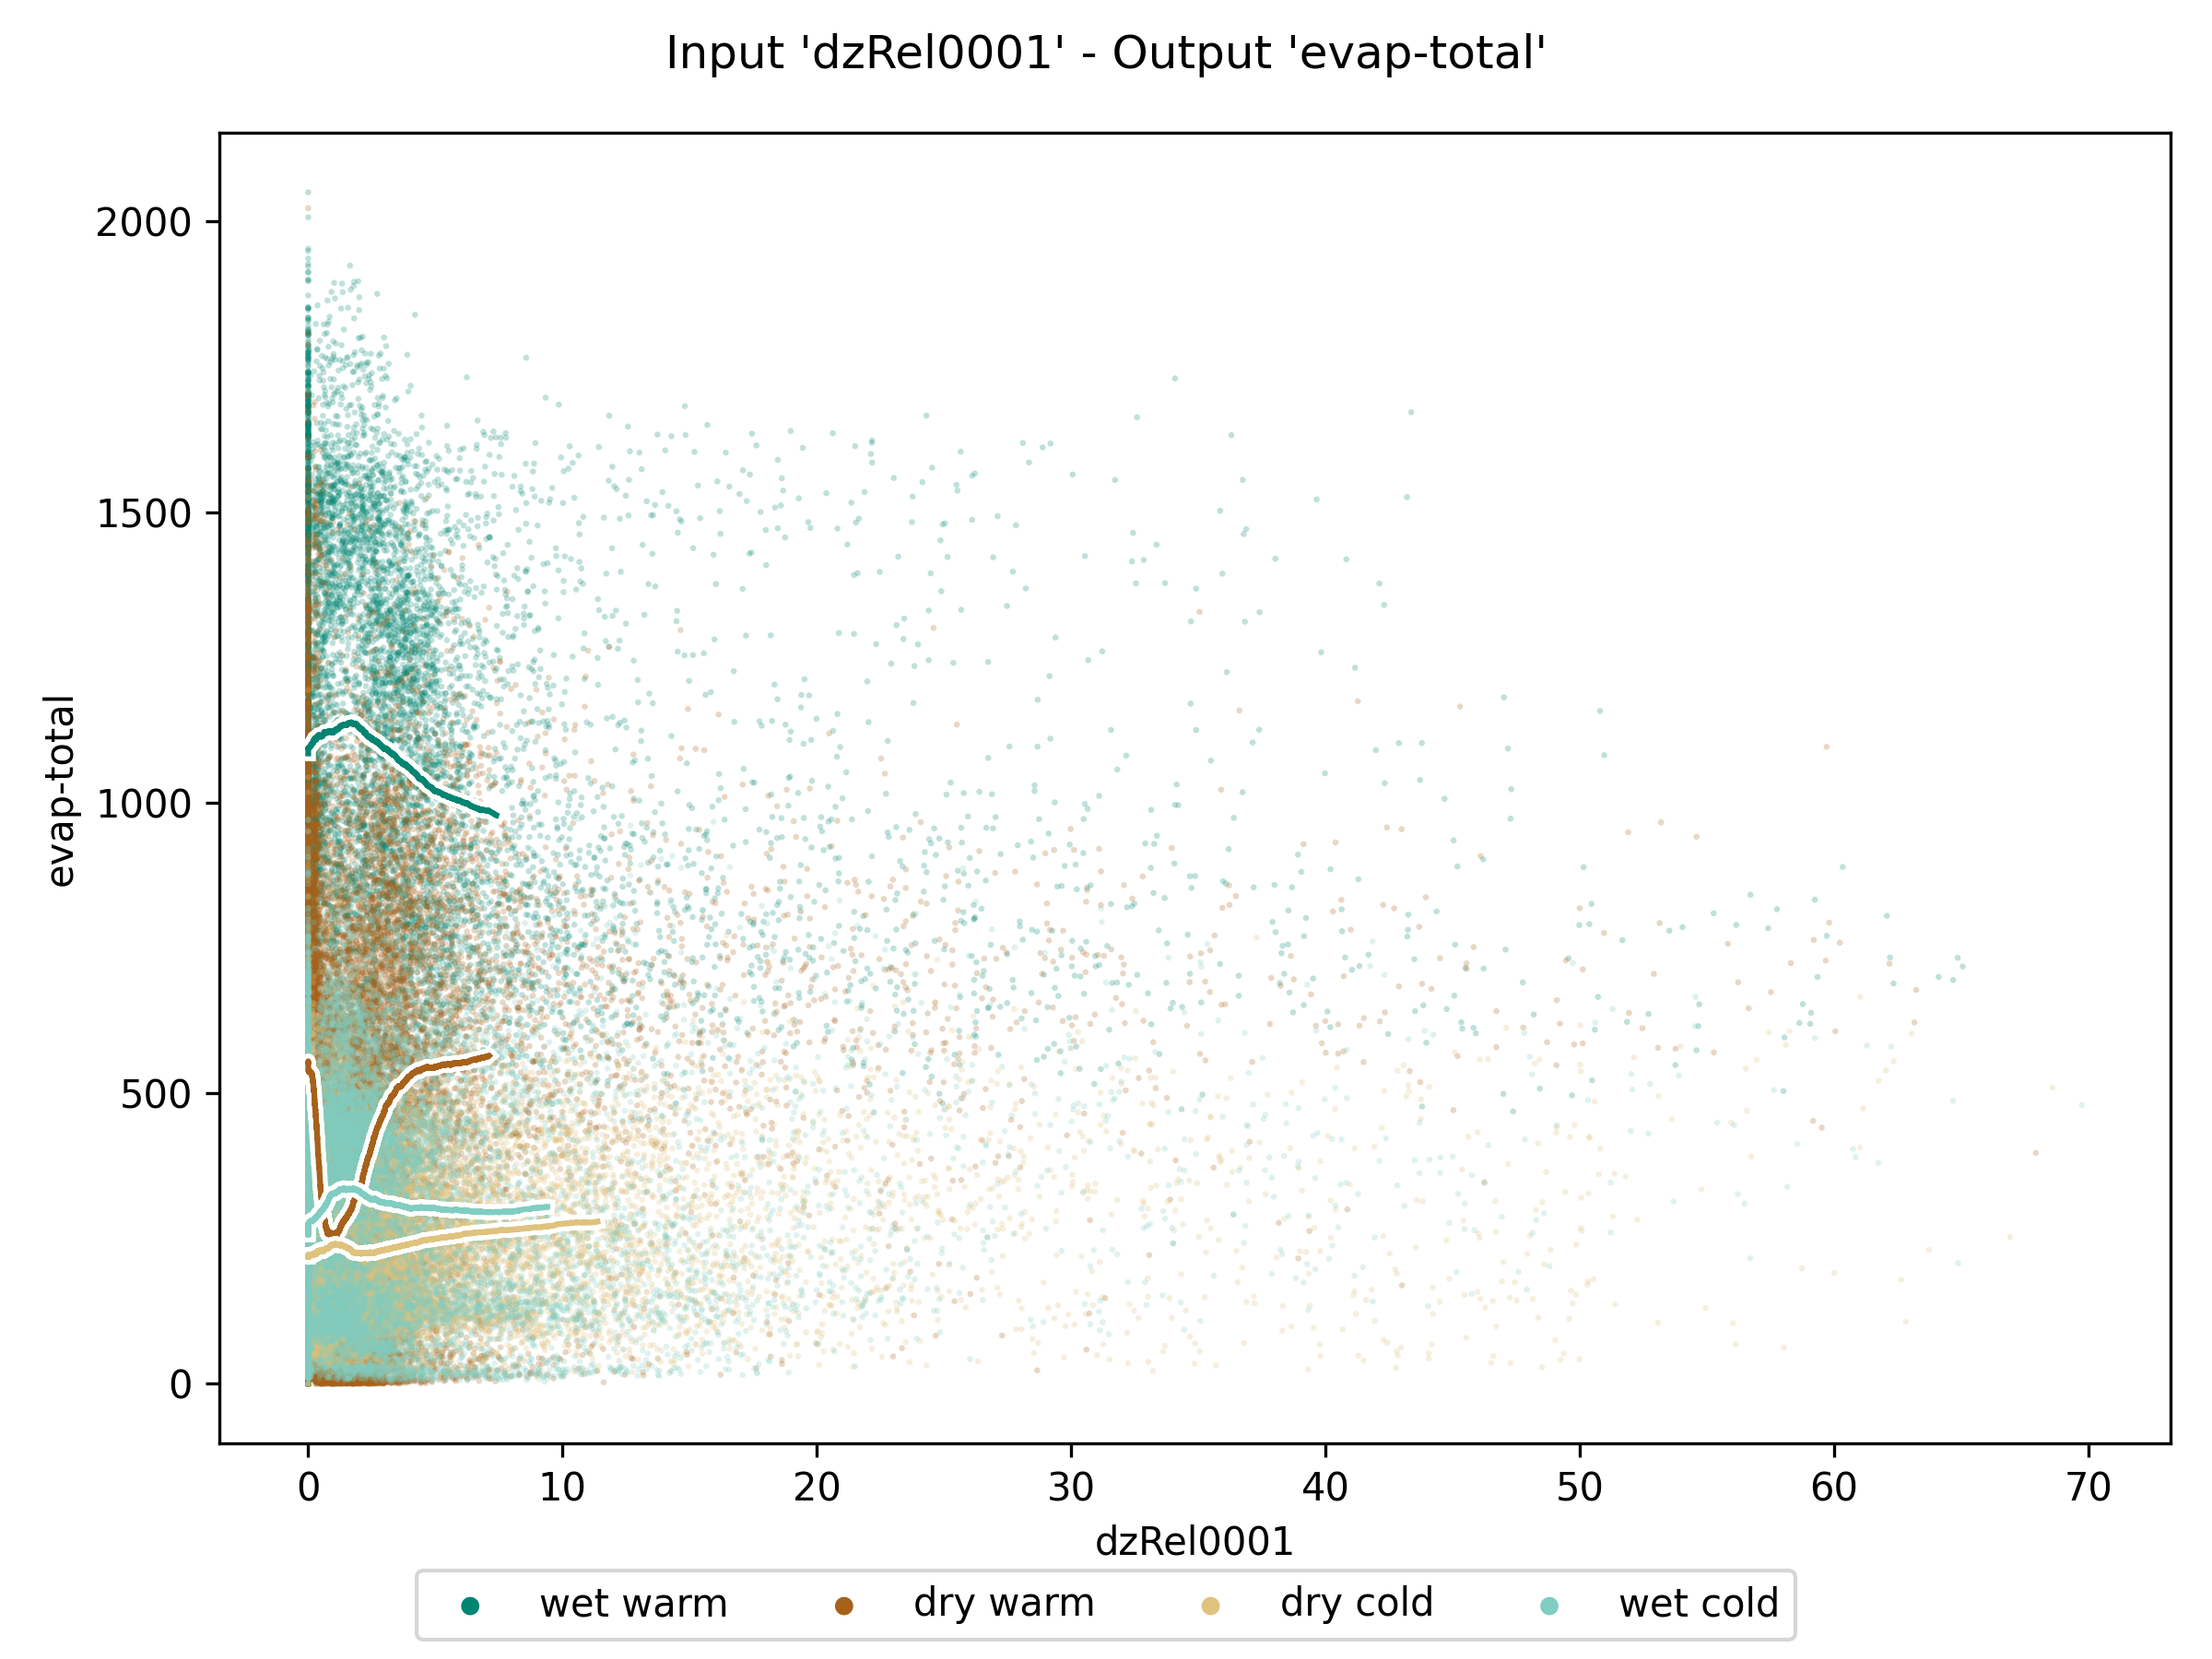 Input 'dzRel0001' - Output 'evap-total'
2000
1500
1000
500
0
evap-total
0 10 20 30 40 50 60 70
dzRel0001
wet warm dry warm dry cold wet cold